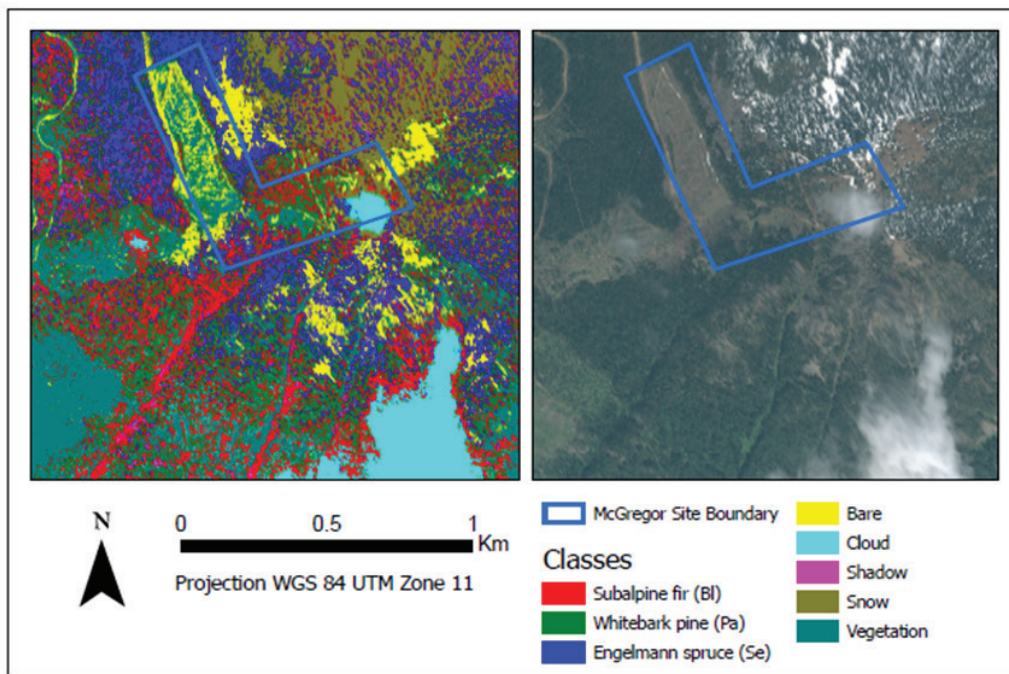 N
0 0.5 1
Km
Projection WGS 84 UTM Zone 11
McGregor Site Boundary
Classes
Subalpine fir (Bl)
Whitebark pine (Pa)
Engelmann spruce (Se)
Bare
Cloud
Shadow
Snow
Vegetation